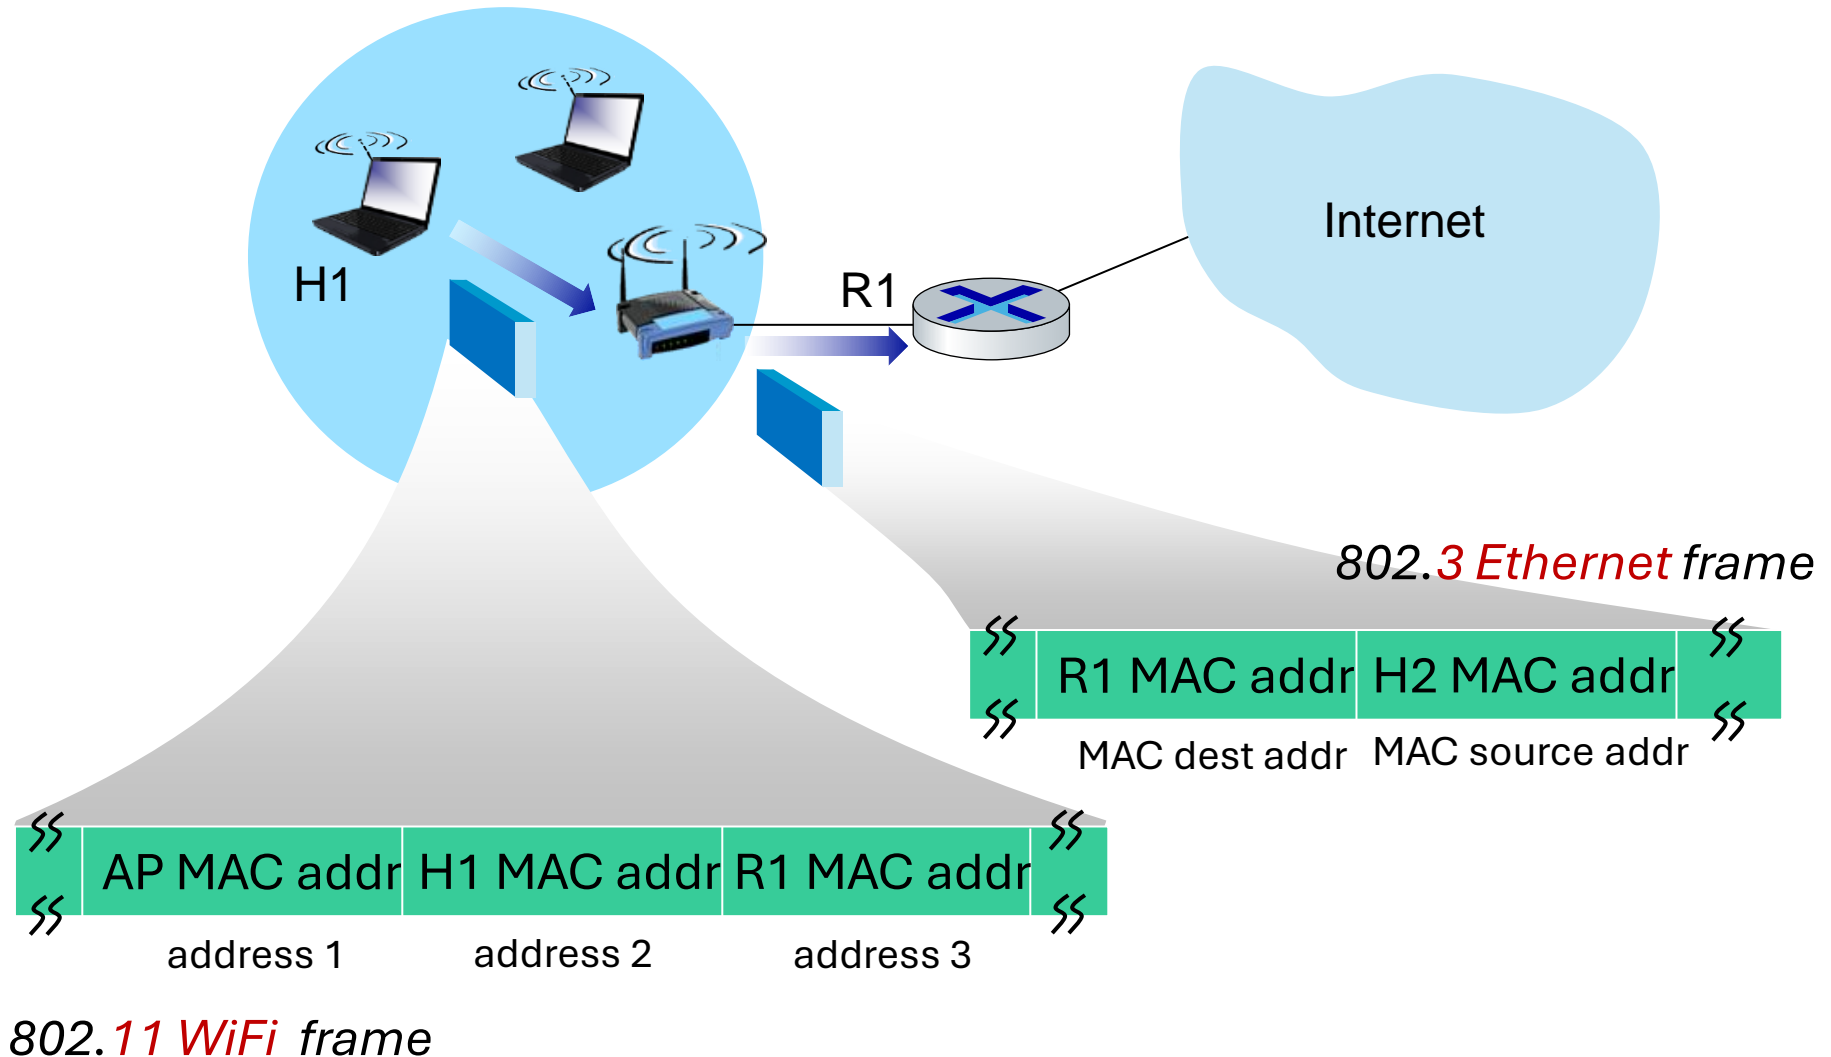 Internet
H1
R1
802.3 Ethernet frame
R1 MAC addr
H2 MAC addr
MAC dest addr
MAC source addr
AP MAC addr
H1 MAC addr
R1 MAC addr
address 1
address 2
address 3
802.11 WiFi frame